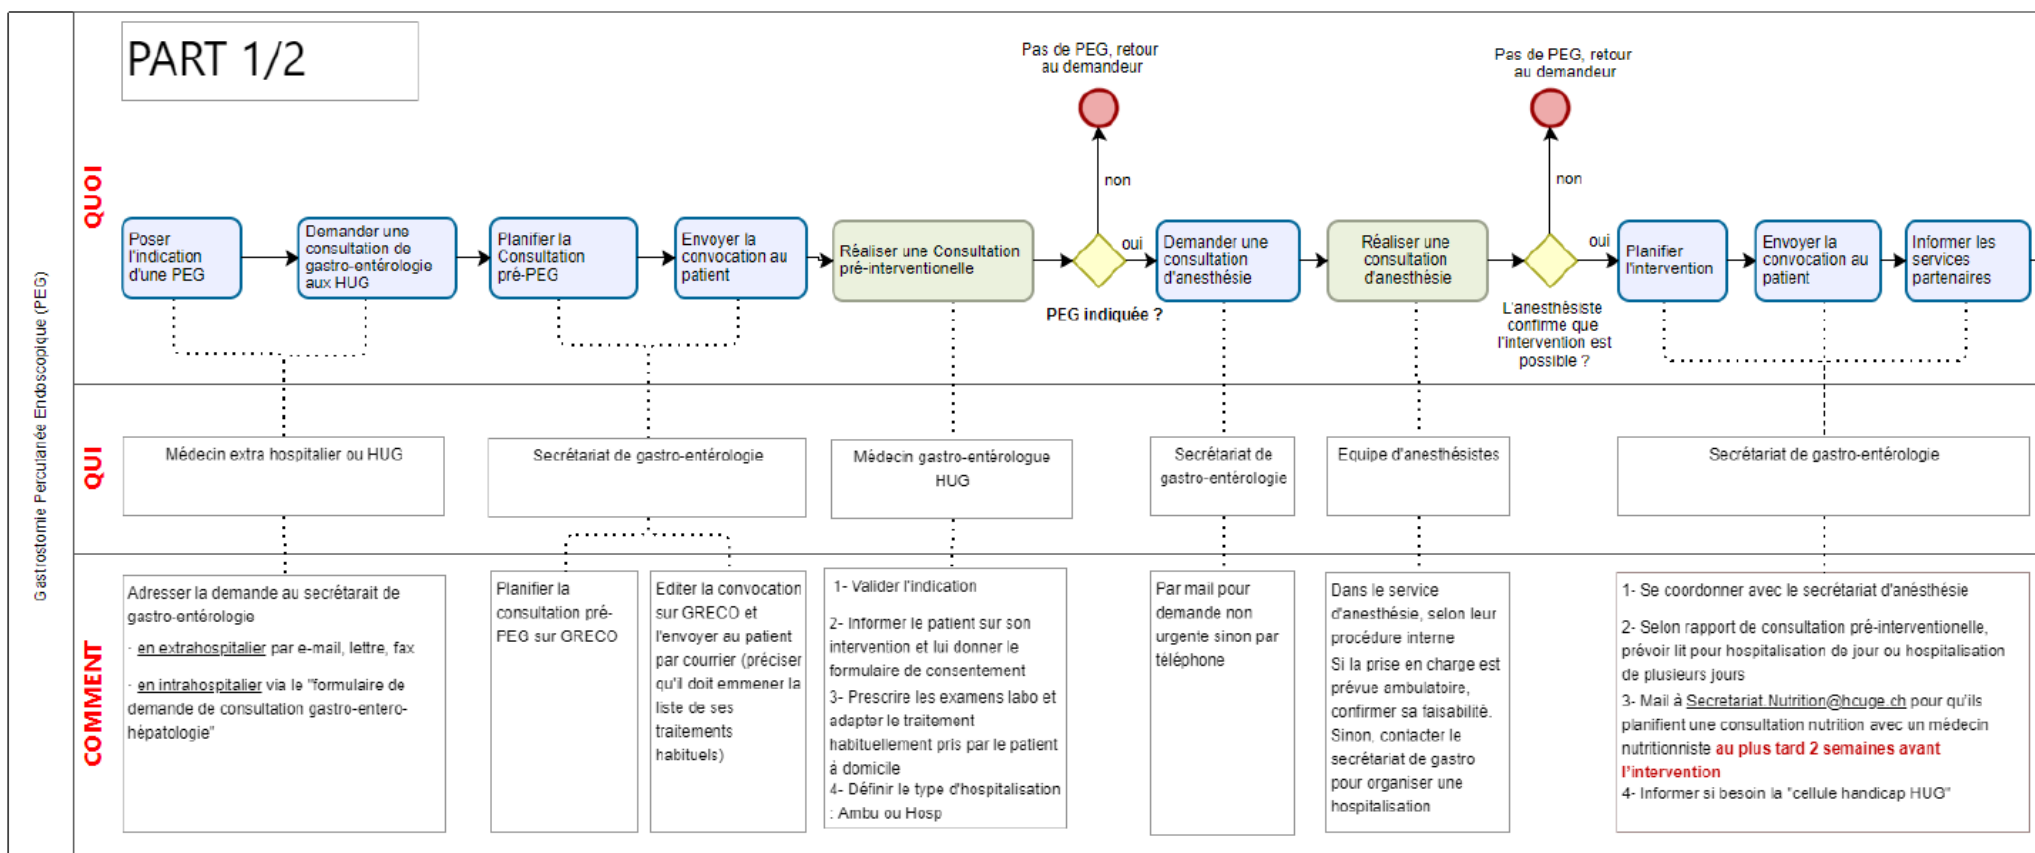 Gastrostomie Percutanée Endoscopique (PEG)
PART 1/2
QUOI
Poser
l'indication
d'une PEG
Demander une
consultation de
gastro-entérologie
aux HUG
Planifier la
Consultation
pré-PEG
Envoyer la
convocation au
patient
Réaliser une Consultation
pré-interventionelle
Pas de PEG, retour
au demandeur
non
oui
PEG indiquée ?
Demander une
consultation
d'anesthésie
Réaliser une
consultation
d'anesthésie
Pas de PEG, retour
au demandeur
non
oui
L'anesthésiste
confirme que
l'intervention est
possible ?
Planifier
l'intervention
Envoyer la
convocation au
patient
Informer les
services
partenaires
QUI
Médecin extra hospitalier ou HUG
Secrétariat de gastro-entérologie
Médecin gastro-entérologue
HUG
Secrétariat de
gastro-entérologie
Equipe d'anesthésistes
Secrétariat de gastro-entérologie
COMMENT
Adresser la demande au secrétarait de
gastro-entérologie
- en extrahospitalier par e-mail, lettre, fax
- en intrahospitalier via le "formulaire de
demande de consultation gastro-entero-
hépatologie"
Planifier la
consultation pré-
PEG sur GRECO
Editer la convocation
sur GRECO et
l'envoyer au patient
par courrier (préciser
qu'il doit emmener la
liste de ses
traitements
habituels)
1- Valider l'indication
2- Informer le patient sur son
intervention et lui donner le
formulaire de consentement
3- Prescrire les examens labo et
adapter le traitement
habituellement pris par le patient
à domicile
4- Définir le type d'hospitalisation
: Ambu ou Hosp
Par mail pour
demande non
urgente sinon par
téléphone
Dans le service
d'anesthésie, selon leur
procédure interne
Si la prise en charge est
prévue ambulatoire,
confirmer sa faisabilité.
Sinon, contacter le
secrétariat de gastro
pour organiser une
hospitalisation
1- Se coordonner avec le secrétariat d'anésthésie
2- Selon rapport de consultation pré-interventionelle,
prévoir lit pour hospitalisation de jour ou hospitalisation
de plusieurs jours
3- Mail à Secretariat.Nutrition@hcuge.ch pour qu'ils
planifient une consultation nutrition avec un médecin
nutritionniste au plus tard 2 semaines avant
l'intervention
4- Informer si besoin la "cellule handicap HUG"